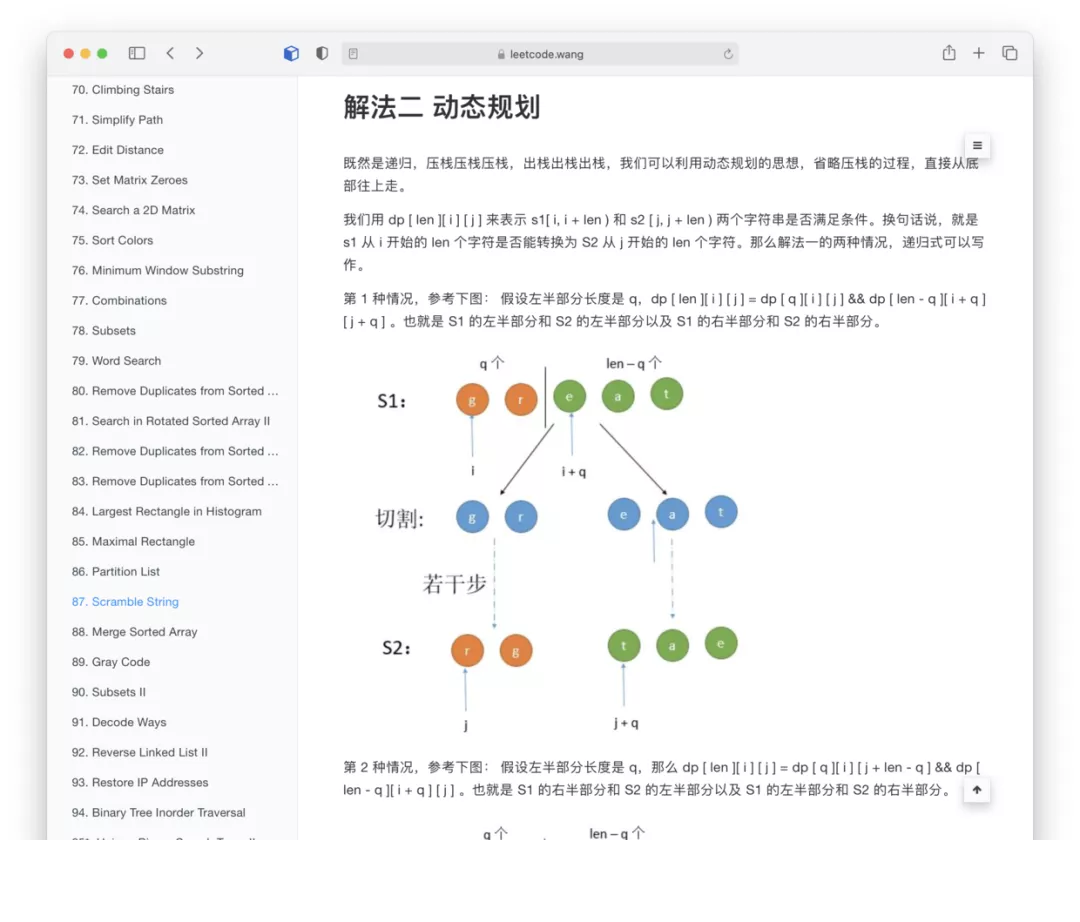 leetcode.wang
70. Climbing Stairs
71. Simplify Path
72. Edit Distance
73. Set Matrix Zeroes
74. Search a 2D Matrix
75. Sort Colors
76. Minimum Window Substring
77. Combinations
78. Subsets
79. Word Search
80. Remove Duplicates from Sorted ...
81. Search in Rotated Sorted Array II
82. Remove Duplicates from Sorted ...
83. Remove Duplicates from Sorted ...
84. Largest Rectangle in Histogram
85. Maximal Rectangle
86. Partition List
87. Scramble String
88. Merge Sorted Array
89. Gray Code
90. Subsets II
91. Decode Ways
92. Reverse Linked List II
93. Restore IP Addresses
94. Binary Tree Inorder Traversal
解法二 动态规划
既然是递归，压栈压栈压栈，出栈出栈出栈，我们可以利用动态规划的思想，省略压栈的过程，直接从底
部往上走。
我们用 dp [ len ][ i ] [ j ] 来表示 s1[ i, i + len ) 和 s2 [ j, j + len ) 两个字符串是否满足条件。换句话说，就是
s1 从 i 开始的 len 个字符是否能转换为 S2 从 j 开始的 len 个字符。那么解法一的两种情况，递归式可以写
作。
第 1 种情况，参考下图： 假设左半部分长度是 q，dp [ len ][ i ] [ j ] = dp [ q ][ i ] [ j ] && dp [ len - q ][ i + q ]
[ j + q ] 。也就是 S1 的左半部分和 S2 的左半部分以及 S1 的右半部分和 S2 的右半部分。
q 个 len – q 个
S1: g r e a t
i i + q
切割: g r e a t
若干步
S2: r g t a e
j j + q
第 2 种情况，参考下图： 假设左半部分长度是 q，那么 dp [ len ][ i ] [ j ] = dp [ q ][ i ] [ j + len - q ] && dp [
len - q ][ i + q ] [ j ] 。也就是 S1 的右半部分和 S2 的左半部分以及 S1 的左半部分和 S2 的右半部分。
q 个 len – q 个